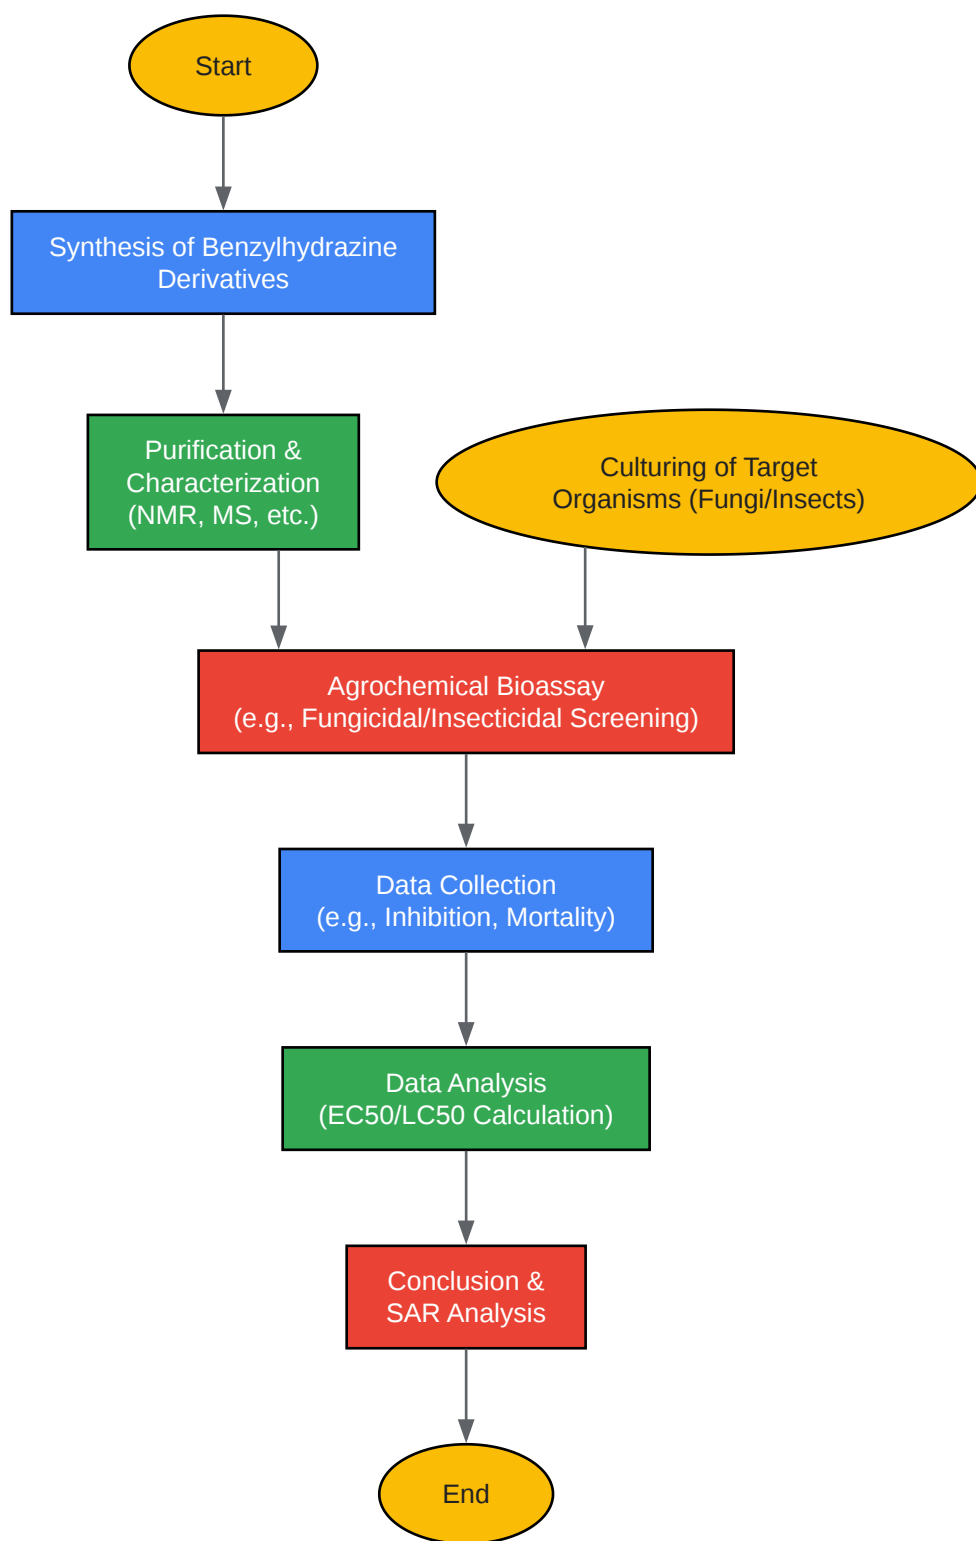 Start
Synthesis of Benzylhydrazine
Derivatives
Purification &
Characterization
(NMR, MS, etc.)
Culturing of Target
Organisms (Fungi/Insects)
Agrochemical Bioassay
(e.g., Fungicidal/Insecticidal Screening)
Data Collection
(e.g., Inhibition, Mortality)
Data Analysis
(EC50/LC50 Calculation)
Conclusion &
SAR Analysis
End